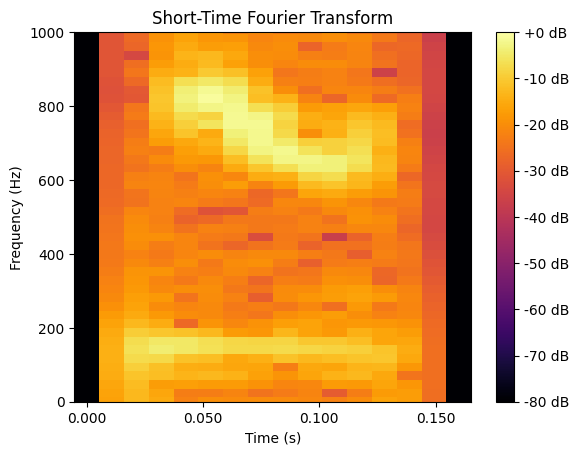 Short-Time Fourier Transform
1000
800
600
400
200
0
Frequency (Hz)
0.000
0.050
0.100
0.150
Time (s)
+0 dB
-10 dB
-20 dB
-30 dB
-40 dB
-50 dB
-60 dB
-70 dB
-80 dB